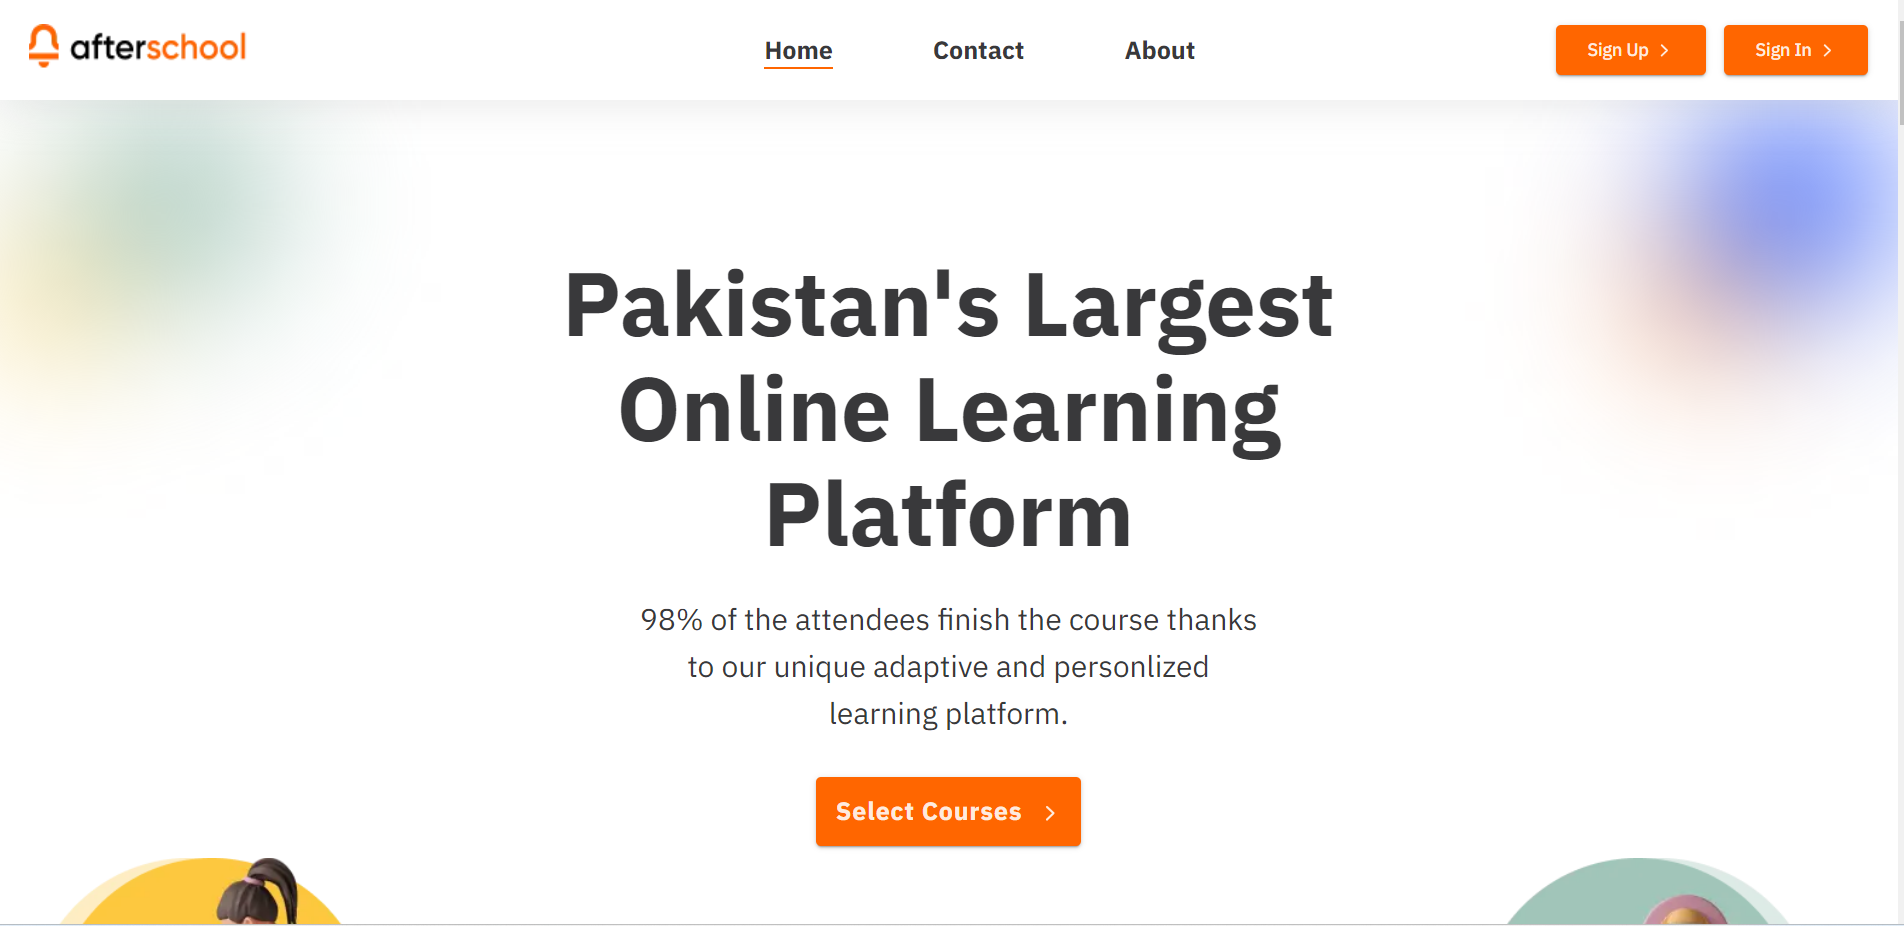 afterschool
Home
Contact
About
Sign Up
Sign In
Pakistan's Largest
Online Learning
Platform
98% of the attendees finish the course thanks
to our unique adaptive and personlized
learning platform.
Select Courses